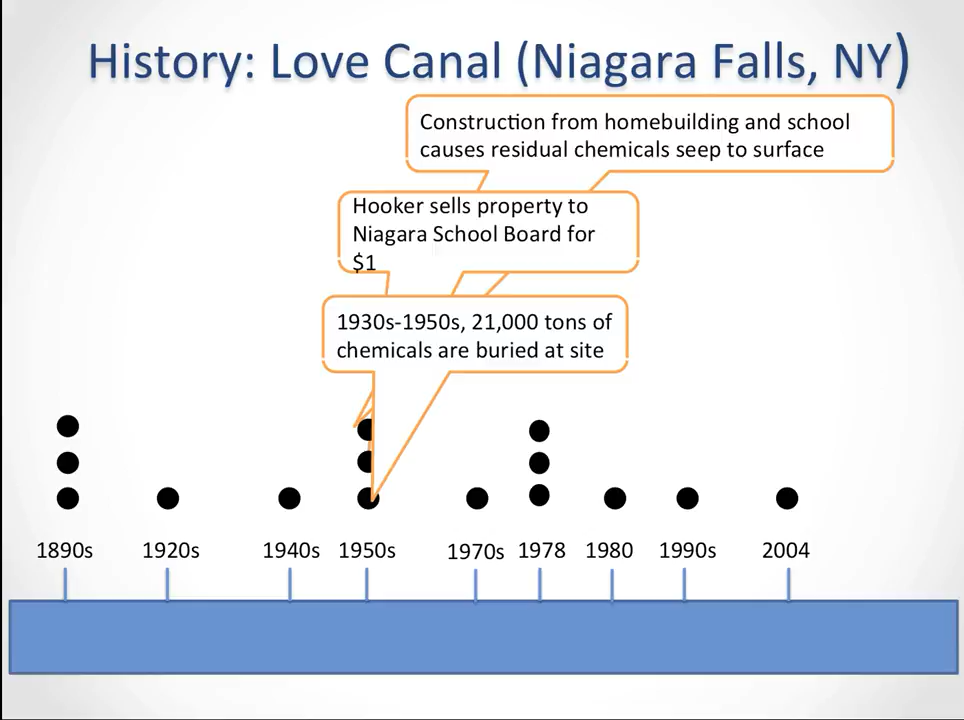 History: Love Canal (Niagara Falls, NY)
Construction from homebuilding and school
causes residual chemicals seep to surface
Hooker sells property to
Niagara School Board for
$1
1930s-1950s, 21,000 tons of
chemicals are buried at site
1890s 1920s 1940s 1950s 1970s 1978 1980 1990s 2004